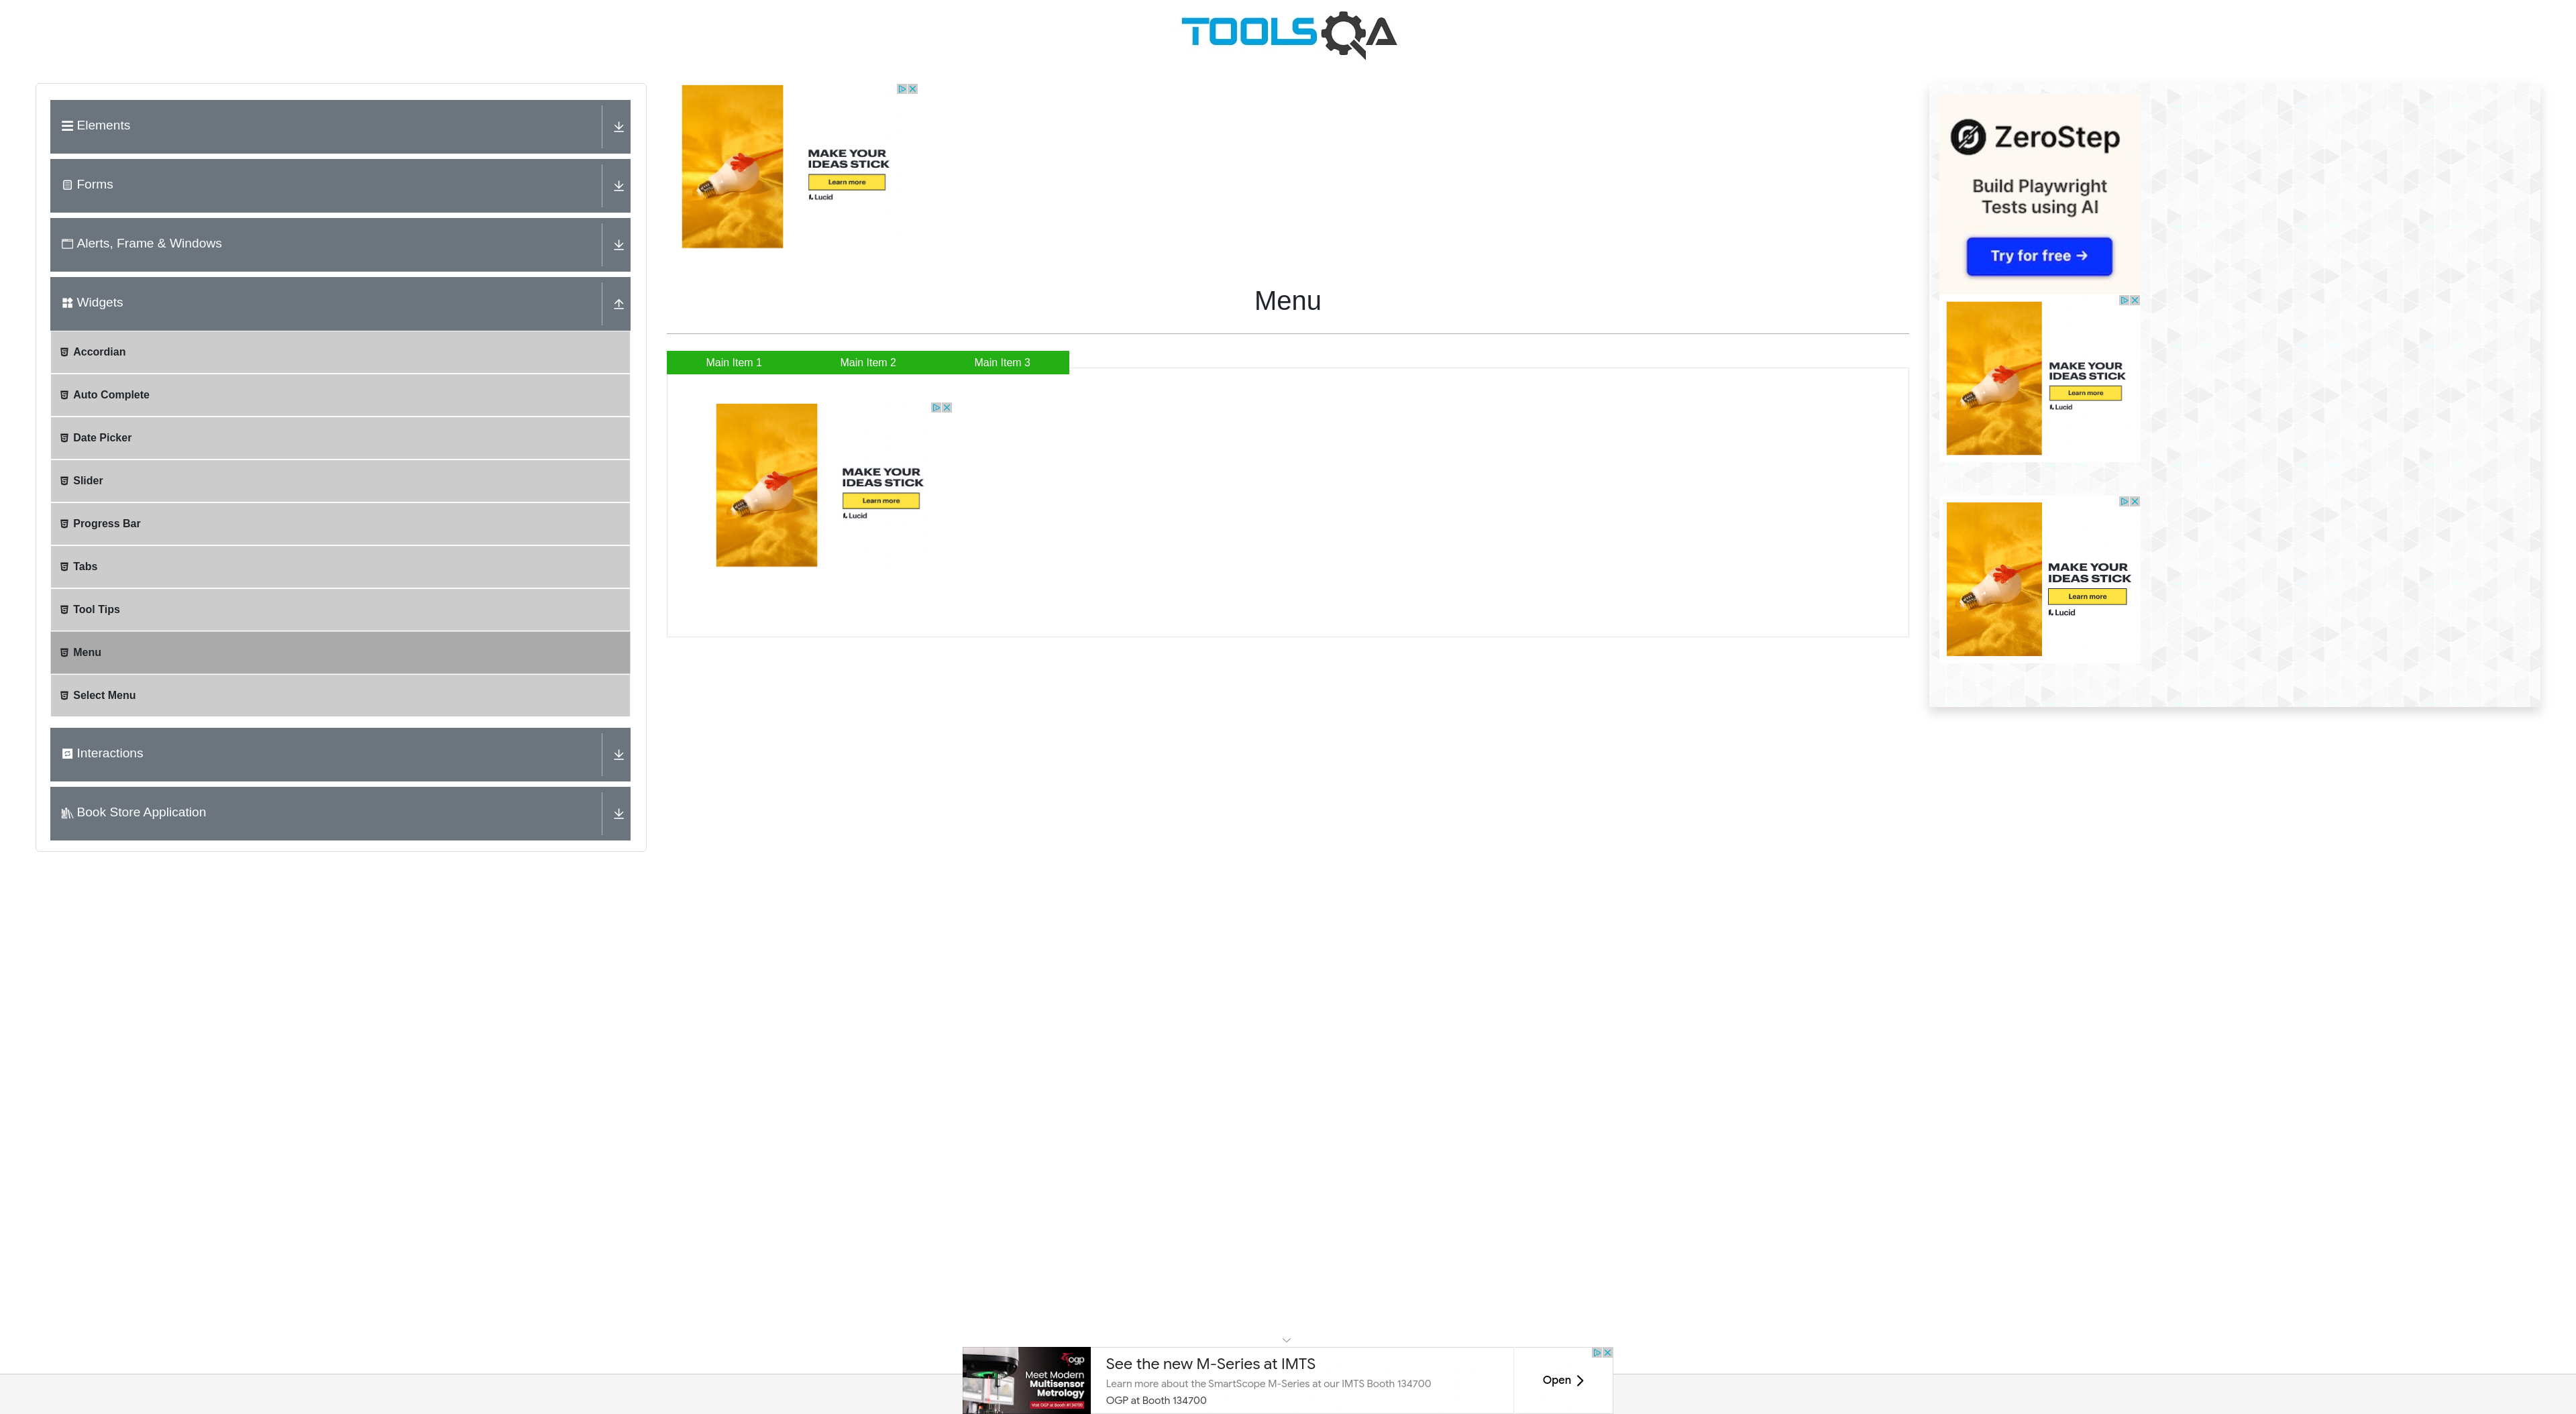 TOOLSQA
Elements
Forms
Alerts, Frame & Windows
Widgets
Accordian
Auto Complete
Date Picker
Slider
Progress Bar
Tabs
Tool Tips
Menu
Select Menu
Interactions
Book Store Application
MAKE YOUR
IDEAS STICK
Learn more
Lucid
Menu
Main Item 1 Main Item 2 Main Item 3
MAKE YOUR
IDEAS STICK
Learn more
Lucid
ZeroStep
Build Playwright
Tests using AI
Try for free →
MAKE YOUR
IDEAS STICK
Learn more
Lucid
MAKE YOUR
IDEAS STICK
Learn more
Lucid
ogp
Meet Modern
Multisensor
Metrology
Visit OGP at Booth #134700
See the new M-Series at IMTS
Learn more about the SmartScope M-Series at our IMTS Booth 134700
OGP at Booth 134700
Open